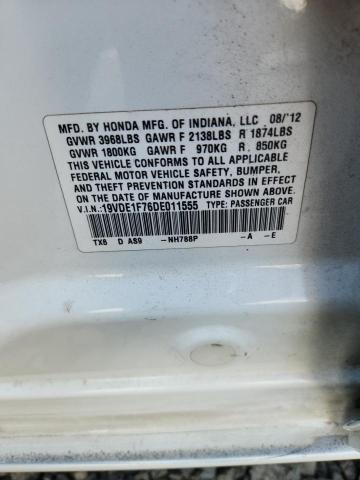 MFD. BY HONDA MFG. OF INDIANA, LLC 08/'12
GVWR 3968LBS GAWR F 2138LBS R 1874LBS
GVWR 1800KG GAWR F 970KG R 850KG
THIS VEHICLE CONFORMS TO ALL APPLICABLE
FEDERAL MOTOR VEHICLE SAFETY, BUMPER,
AND THEFT PREVENTION STANDARDS IN EFFECT
ON THE DATE OF MANUFACTURE SHOWN ABOVE.
V.I.N.: 19VDE1F76DE011555 TYPE: PASSENGER CAR
TX6 D AS9 -NH788P -A -E